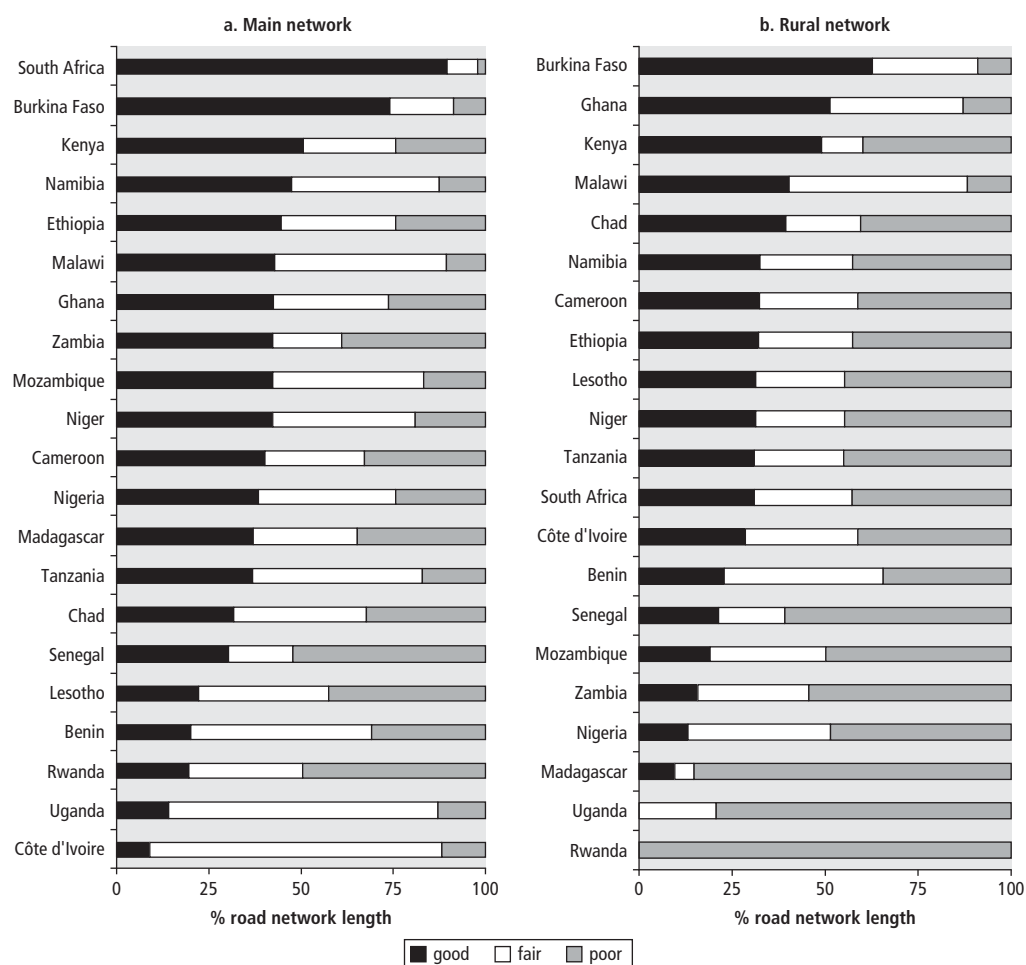 a. Main network
South Africa
Burkina Faso
Kenya
Namibia
Ethiopia
Malawi
Ghana
Zambia
Mozambique
Niger
Cameroon
Nigeria
Madagascar
Tanzania
Chad
Senegal
Lesotho
Benin
Rwanda
Uganda
Côte d'Ivoire
0 25 50 75 100
% road network length
b. Rural network
Burkina Faso
Ghana
Kenya
Malawi
Chad
Namibia
Cameroon
Ethiopia
Lesotho
Niger
Tanzania
South Africa
Côte d'Ivoire
Benin
Senegal
Mozambique
Zambia
Nigeria
Madagascar
Uganda
Rwanda
0 25 50 75 100
% road network length
good fair poor